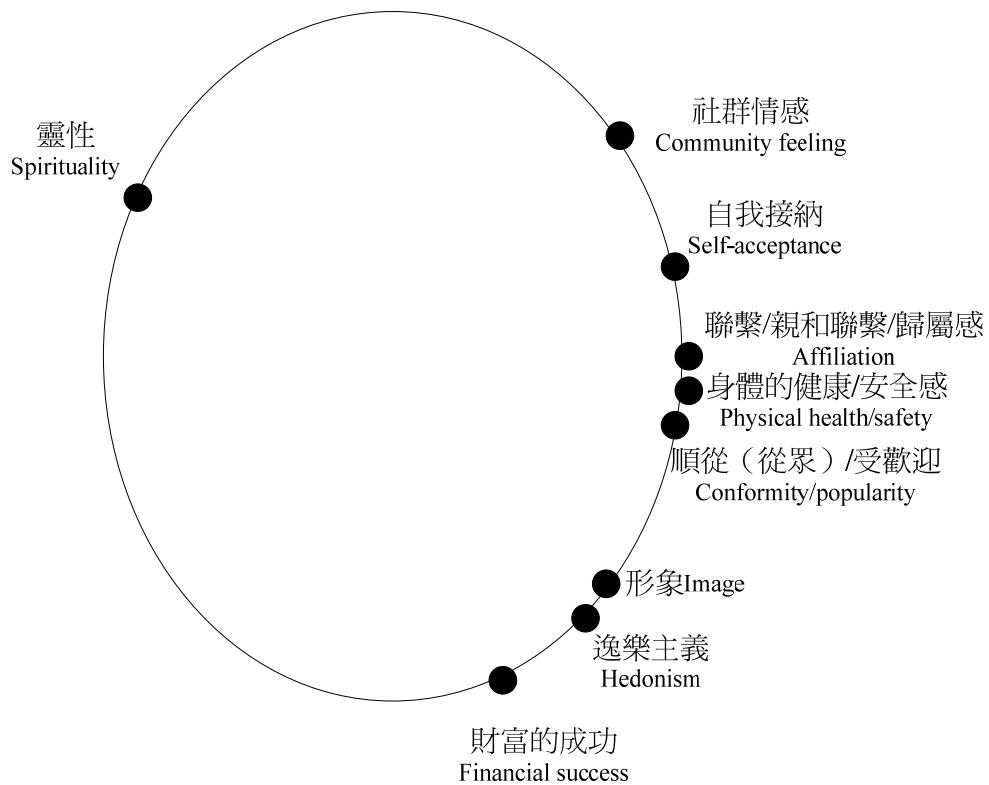 社群情感
Community feeling
靈性
Spirituality
自我接納
Self-acceptance
聯繫/親和聯繫/歸屬感
Affiliation
身體的健康/安全感
Physical health/safety
順從（從眾）/受歡迎
Conformity/popularity
形象Image
逸樂主義
Hedonism
財富的成功
Financial success